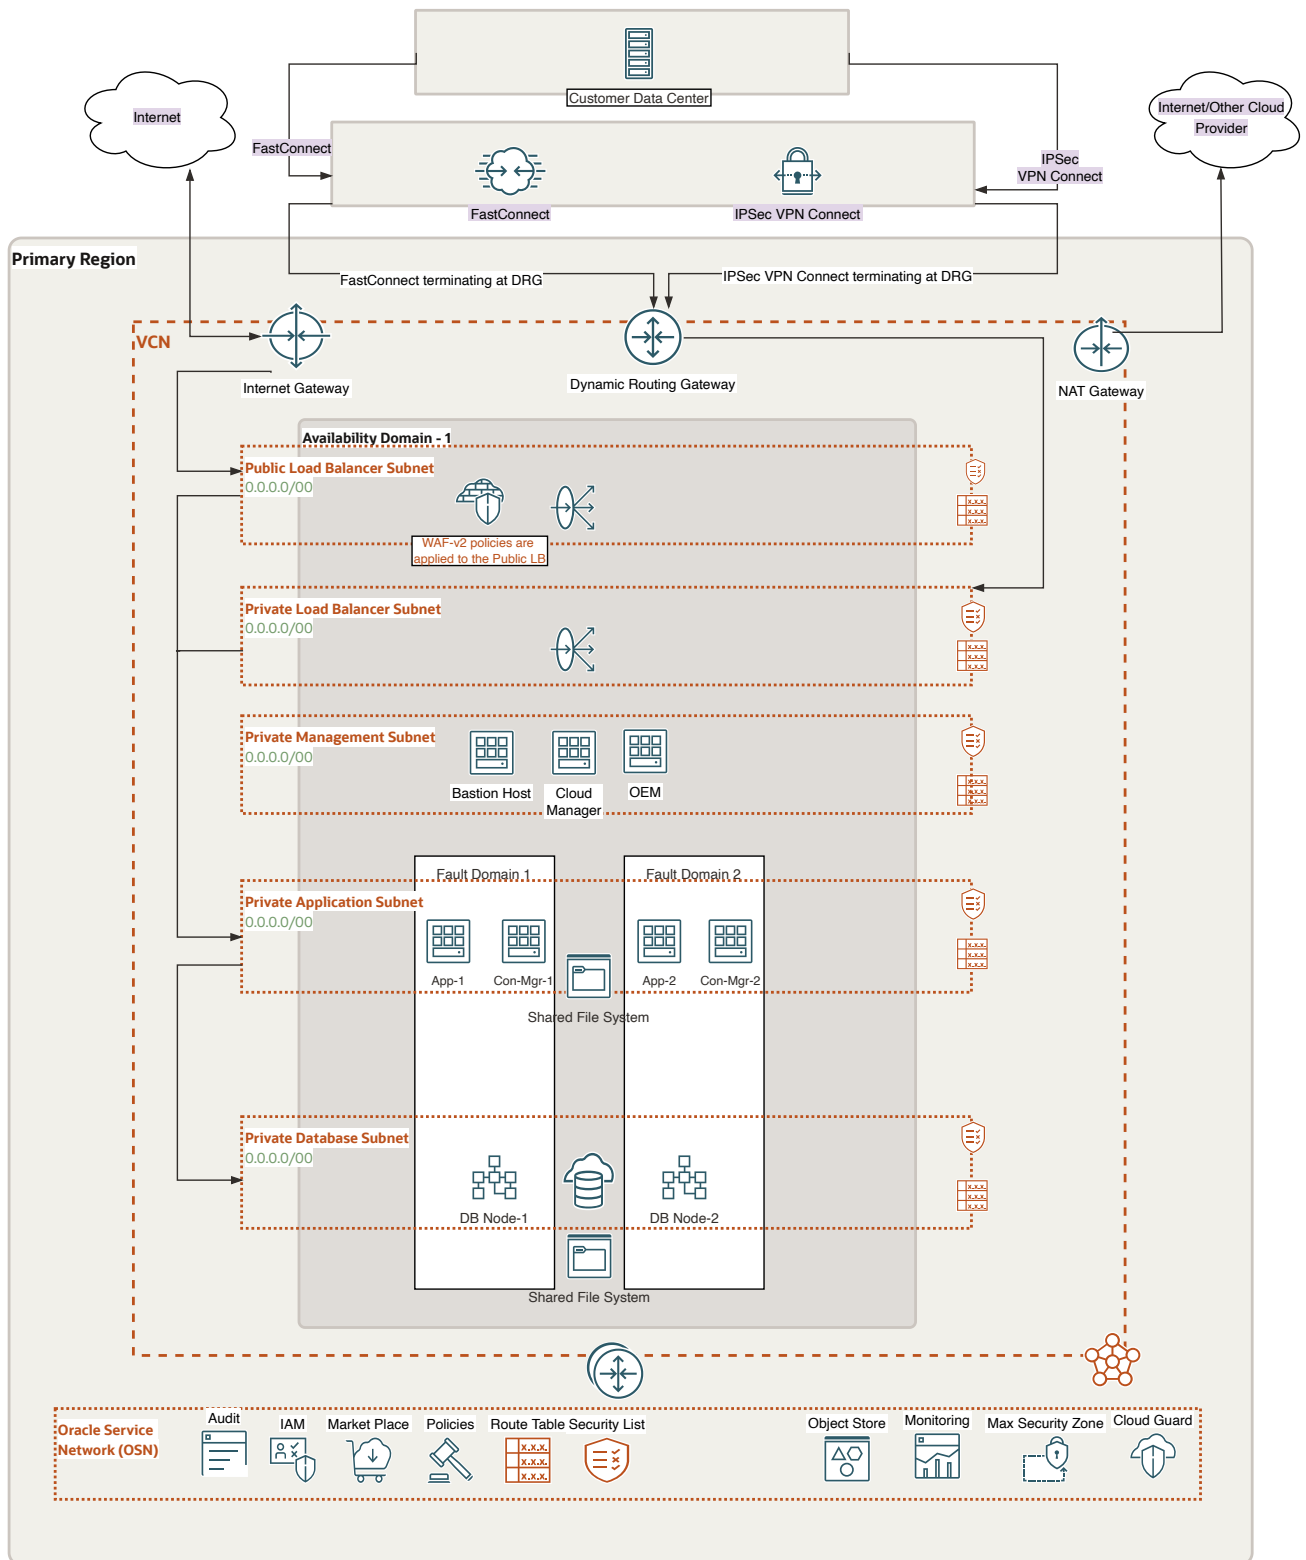 Customer Data Center
Internet
Internet/Other Cloud
Provider
FastConnect
IPSec
VPN Connect
FastConnect
IPSec VPN Connect
Primary Region
FastConnect terminating at DRG
IPSec VPN Connect terminating at DRG
VCN
Internet Gateway
Dynamic Routing Gateway
NAT Gateway
Availability Domain - 1
Public Load Balancer Subnet
0.0.0.0/00
WAF-v2 policies are
applied to the Public LB
Private Load Balancer Subnet
0.0.0.0/00
Private Management Subnet
0.0.0.0/00
Bastion Host
Cloud
Manager
OEM
Fault Domain 1
Fault Domain 2
Private Application Subnet
0.0.0.0/00
App-1
Con-Mgr-1
App-2
Con-Mgr-2
Shared File System
Private Database Subnet
0.0.0.0/00
DB Node-1
DB Node-2
Shared File System
Oracle Service
Network (OSN)
Audit
IAM
Market Place
Policies
Route Table
Security List
Object Store
Monitoring
Max Security Zone
Cloud Guard
X.X.X.
X.X.X.
X.X.X.